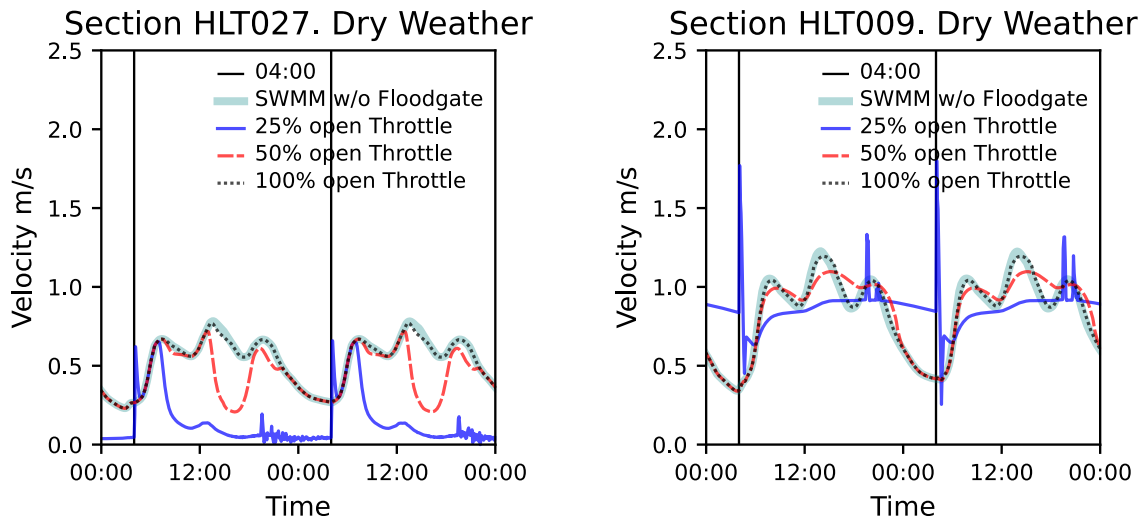 Section HLT027. Dry Weather
2.5
2.0
1.5
1.0
0.5
0.0
Velocity m/s
04:00
SWMM w/o Floodgate
25% open Throttle
50% open Throttle
100% open Throttle
00:00 12:00 00:00 12:00 00:00
Time
Section HLT009. Dry Weather
2.5
2.0
1.5
1.0
0.5
0.0
Velocity m/s
04:00
SWMM w/o Floodgate
25% open Throttle
50% open Throttle
100% open Throttle
00:00 12:00 00:00 12:00 00:00
Time